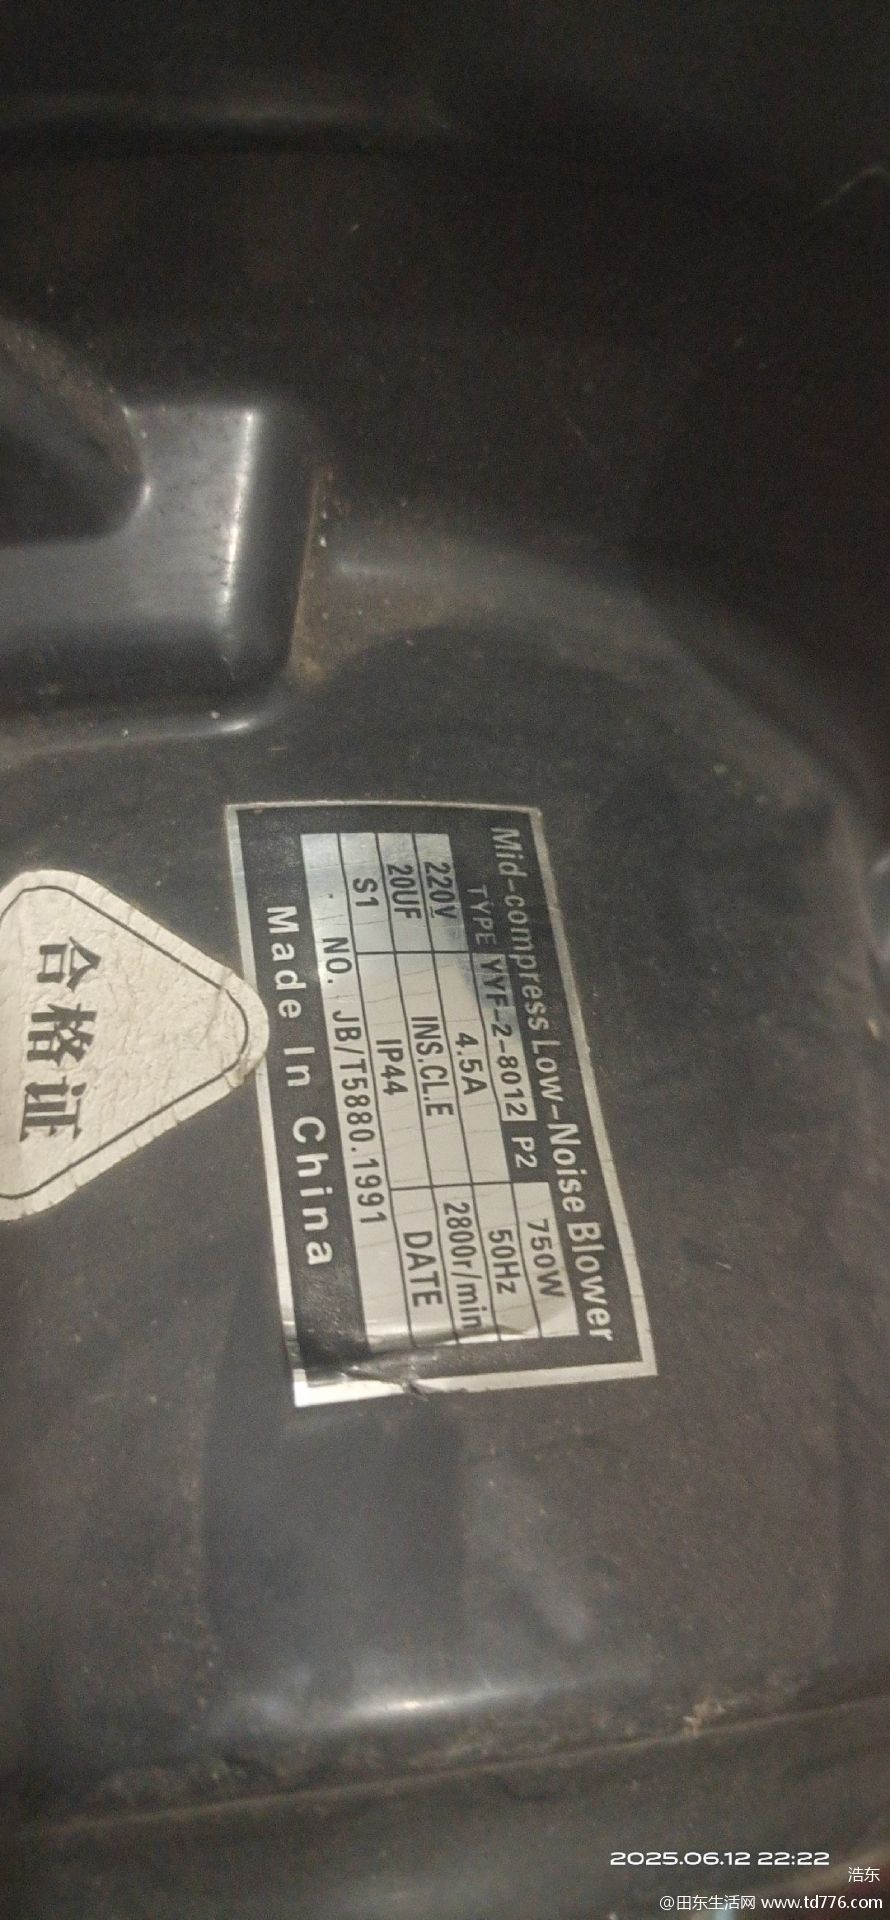 Mid-compress Low-Noise Blower
TYPE YYF-2-8012 P2 750W
220V 4.5A 50Hz
20UF INS.CL.E 2800r/min
S1 IP44 DATE
NO. JB/T5880.1991
Made In China
合格证
2025.06.12 22:22
浩东
@田东生活网 www.td776.com